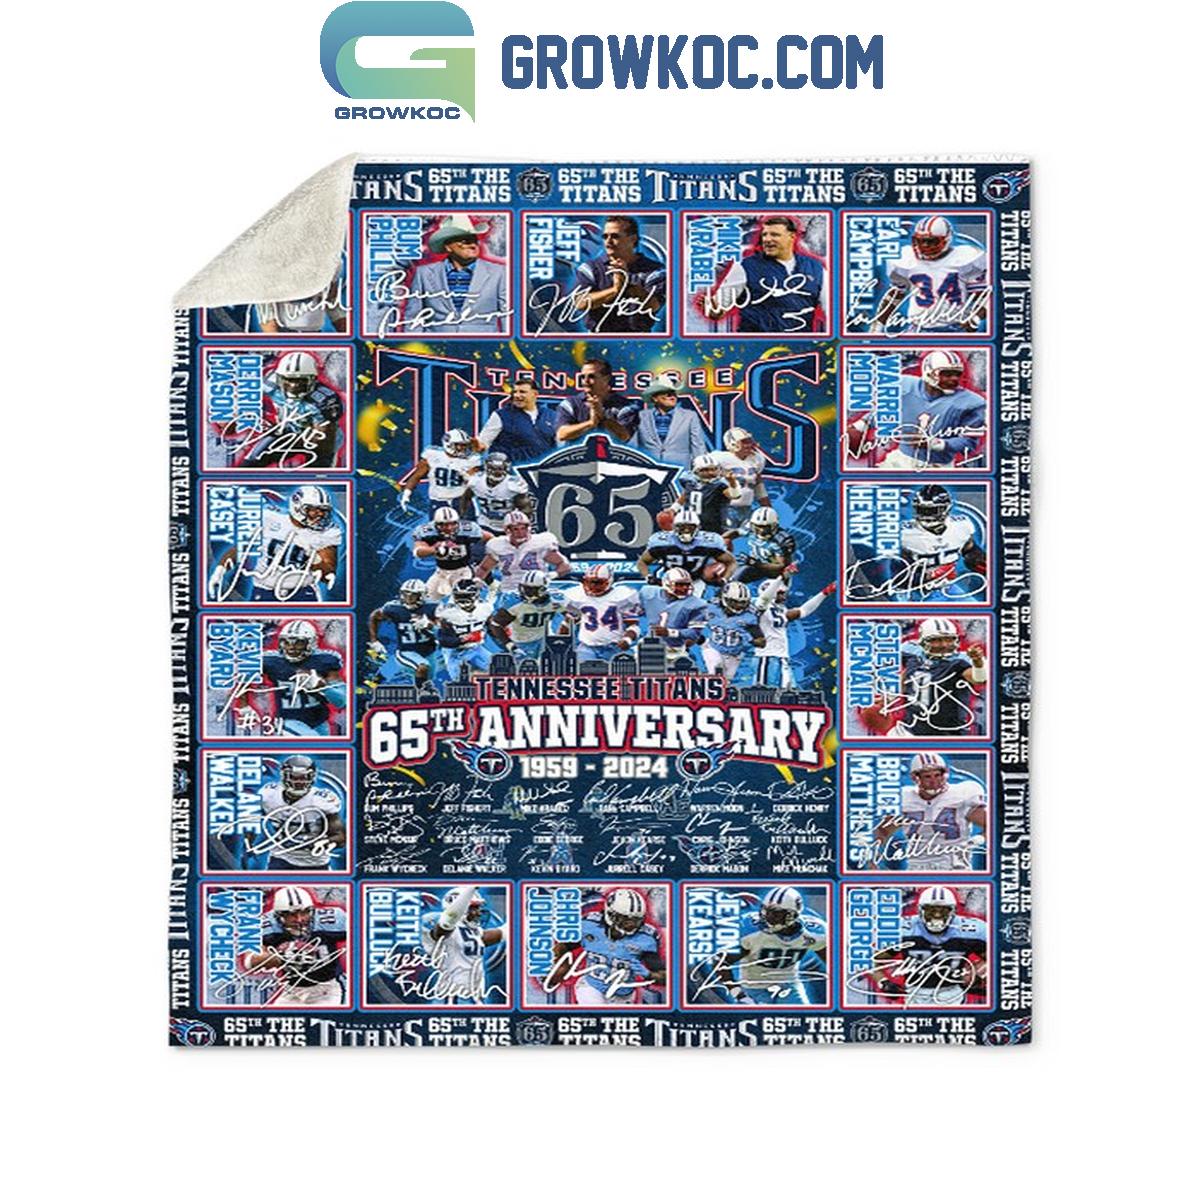 GROWKOC
GROWKOC.COM
TITANS 65TH THE TITANS 65 65TH THE TITANS TITANS 65TH THE TITANS 65 65TH THE TITANS
BUM PHILLIPS
JEFF FISHER
MIKE VRABEL
EARL CAMPBELL
34
DERRICK MASON
WARREN MOON
JURRELL CASEY
DERRICK HENRY
KEVIN BYARD
#31
STEVE MCNAIR
DELANIE WALKER
BRUCE MATTHEWS
TENNESSEE
TITANS
65
34
TENNESSEE TITANS
65TH ANNIVERSARY
1959 - 2024
BUM PHILLIPS JEFF FISHER MIKE VRABEL EARL CAMPBELL WARREN MOON DERRICK HENRY
STEVE MCNAIR BRUCE MATTHEWS EDDIE GEORGE JEVON KEARSE CHRIS JOHNSON KEITH BULLUCK
FRANK WYCHECK DELANIE WALKER KEVIN BYARD JURRELL CASEY DERRICK MASON MIKE MUNCHAK
FRANK WYCHECK
KEITH BULLUCK
CHRIS JOHNSON
JEVON KEARSE
EDDIE GEORGE
65TH THE TITANS TITANS 65TH THE TITANS 65 65TH THE TITANS TITANS 65TH THE TITANS 65 65TH THE TITANS